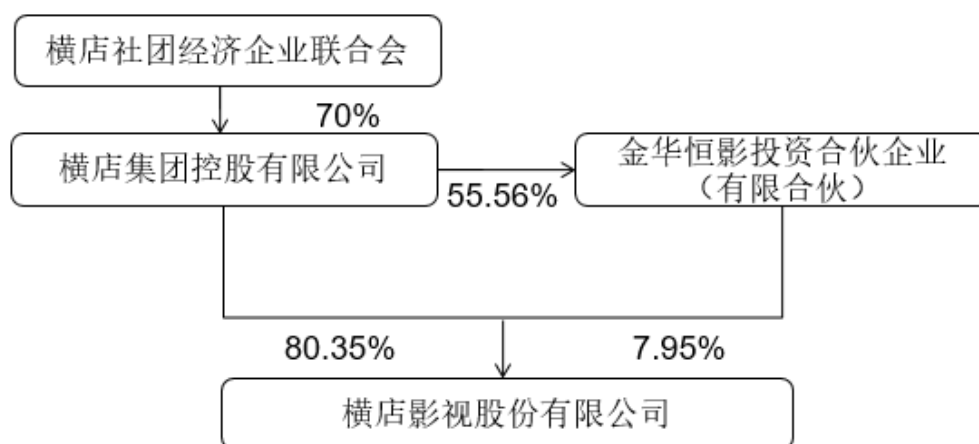 横店社团经济企业联合会
70%
横店集团控股有限公司
55.56%
金华恒影投资合伙企业
（有限合伙）
80.35%
7.95%
横店影视股份有限公司